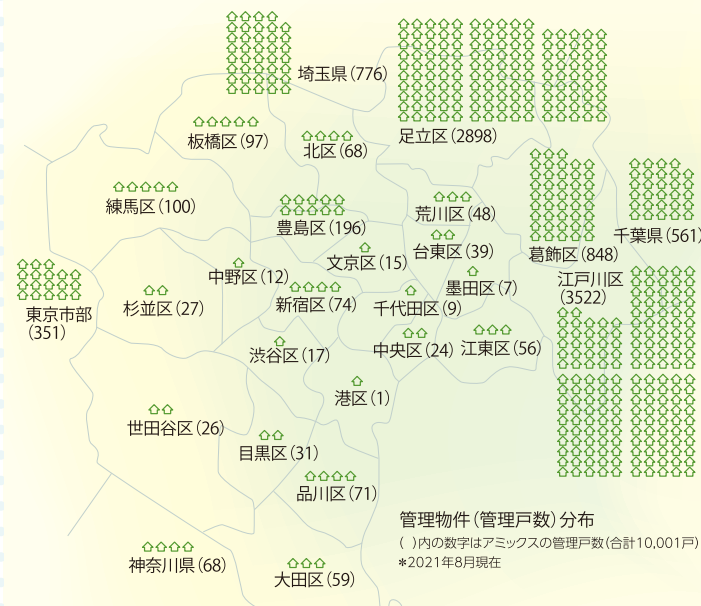 埼玉県(776)
足立区(2898)
板橋区(97)
北区(68)
練馬区(100)
豊島区(196)
荒川区(48)
葛飾区(848)
千葉県(561)
文京区(15)
台東区(39)
中野区(12)
江戸川区
(3522)
墨田区(7)
東京市部
(351)
杉並区(27)
新宿区(74)
千代田区(9)
渋谷区(17)
中央区(24)
江東区(56)
港区(1)
世田谷区(26)
目黒区(31)
品川区(71)
神奈川県(68)
大田区(59)
管理物件(管理戸数)分布
( )内の数字はアミックスの管理戸数(合計10,001戸)
*2021年8月現在